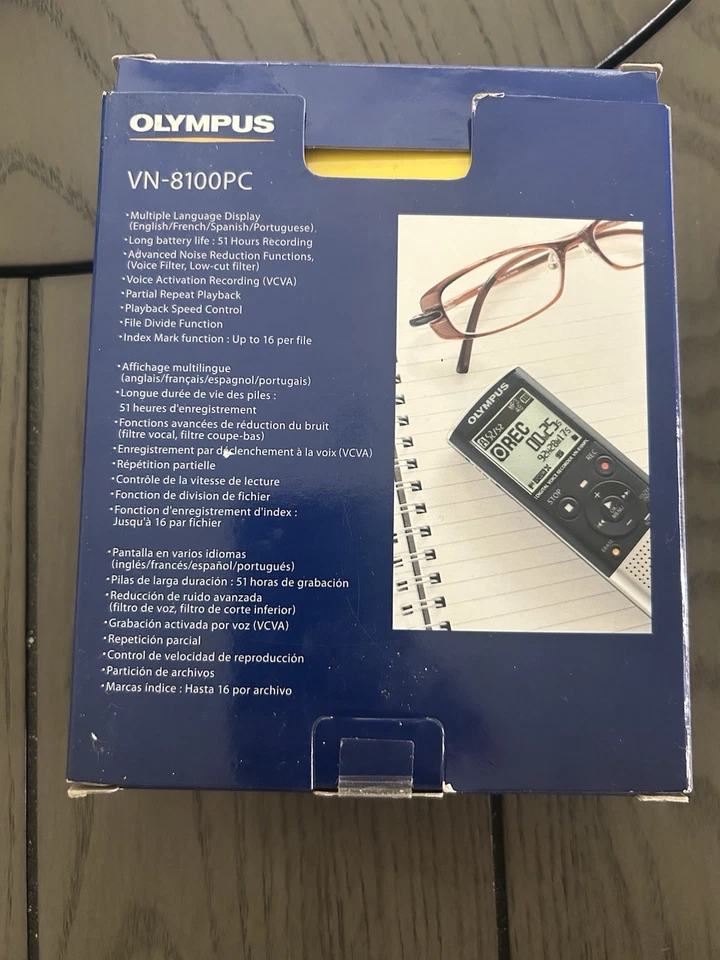 OLYMPUS
VN-8100PC
•Multiple Language Display
(English/French/Spanish/Portuguese)
•Long battery life : 51 Hours Recording
•Advanced Noise Reduction Functions,
(Voice Filter, Low-cut filter)
•Voice Activation Recording (VCVA)
•Partial Repeat Playback
•Playback Speed Control
•File Divide Function
•Index Mark function : Up to 16 per file
•Affichage multilingue
(anglais/français/espagnol/portugais)
•Longue durée de vie des piles :
51 heures d'enregistrement
•Fonctions avancées de réduction du bruit
(filtre vocal, filtre coupe-bas)
•Enregistrement par déclenchement à la voix (VCVA)
•Répétition partielle
•Contrôle de la vitesse de lecture
•Fonction de division de fichier
•Fonction d'enregistrement d'index :
Jusqu'à 16 par fichier
•Pantalla en varios idiomas
(inglés/francés/español/portugués)
•Pilas de larga duración : 51 horas de grabación
•Reducción de ruido avanzada
(filtro de voz, filtro de corte inferior)
•Grabación activada por voz (VCVA)
•Repetición parcial
•Control de velocidad de reproducción
•Partición de archivos
•Marcas índice : Hasta 16 por archivo
OLYMPUS
REC
STOP
REC
MENU
ERASE